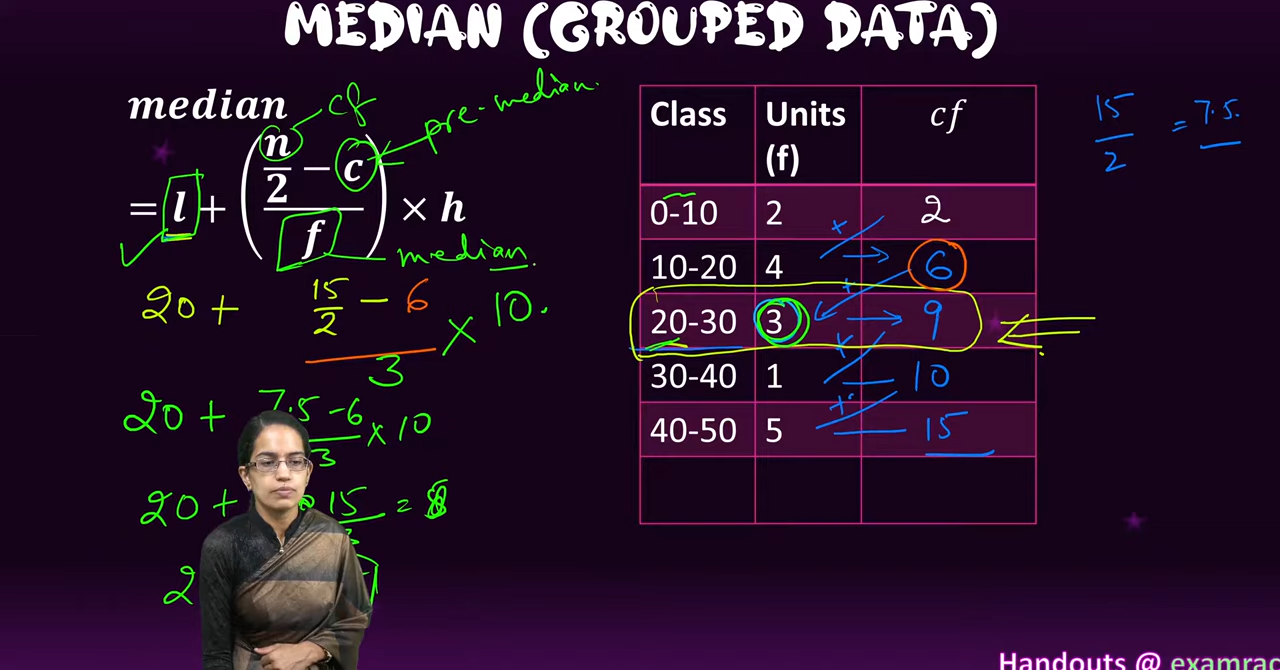 MEDIAN (GROUPED DATA)
median
cf
pre-median.
= l + ( n/2 − c / f ) × h
median.
20 + 15/2 − 6 / 3 × 10.
20 + 7.5 − 6 / 3 × 10
20 + 15 / =
2
Class Units (f) cf
0-10 2 2
10-20 4 6
20-30 3 9
30-40 1 10
40-50 5 15
15/2 = 7.5.
Handouts @ examrac